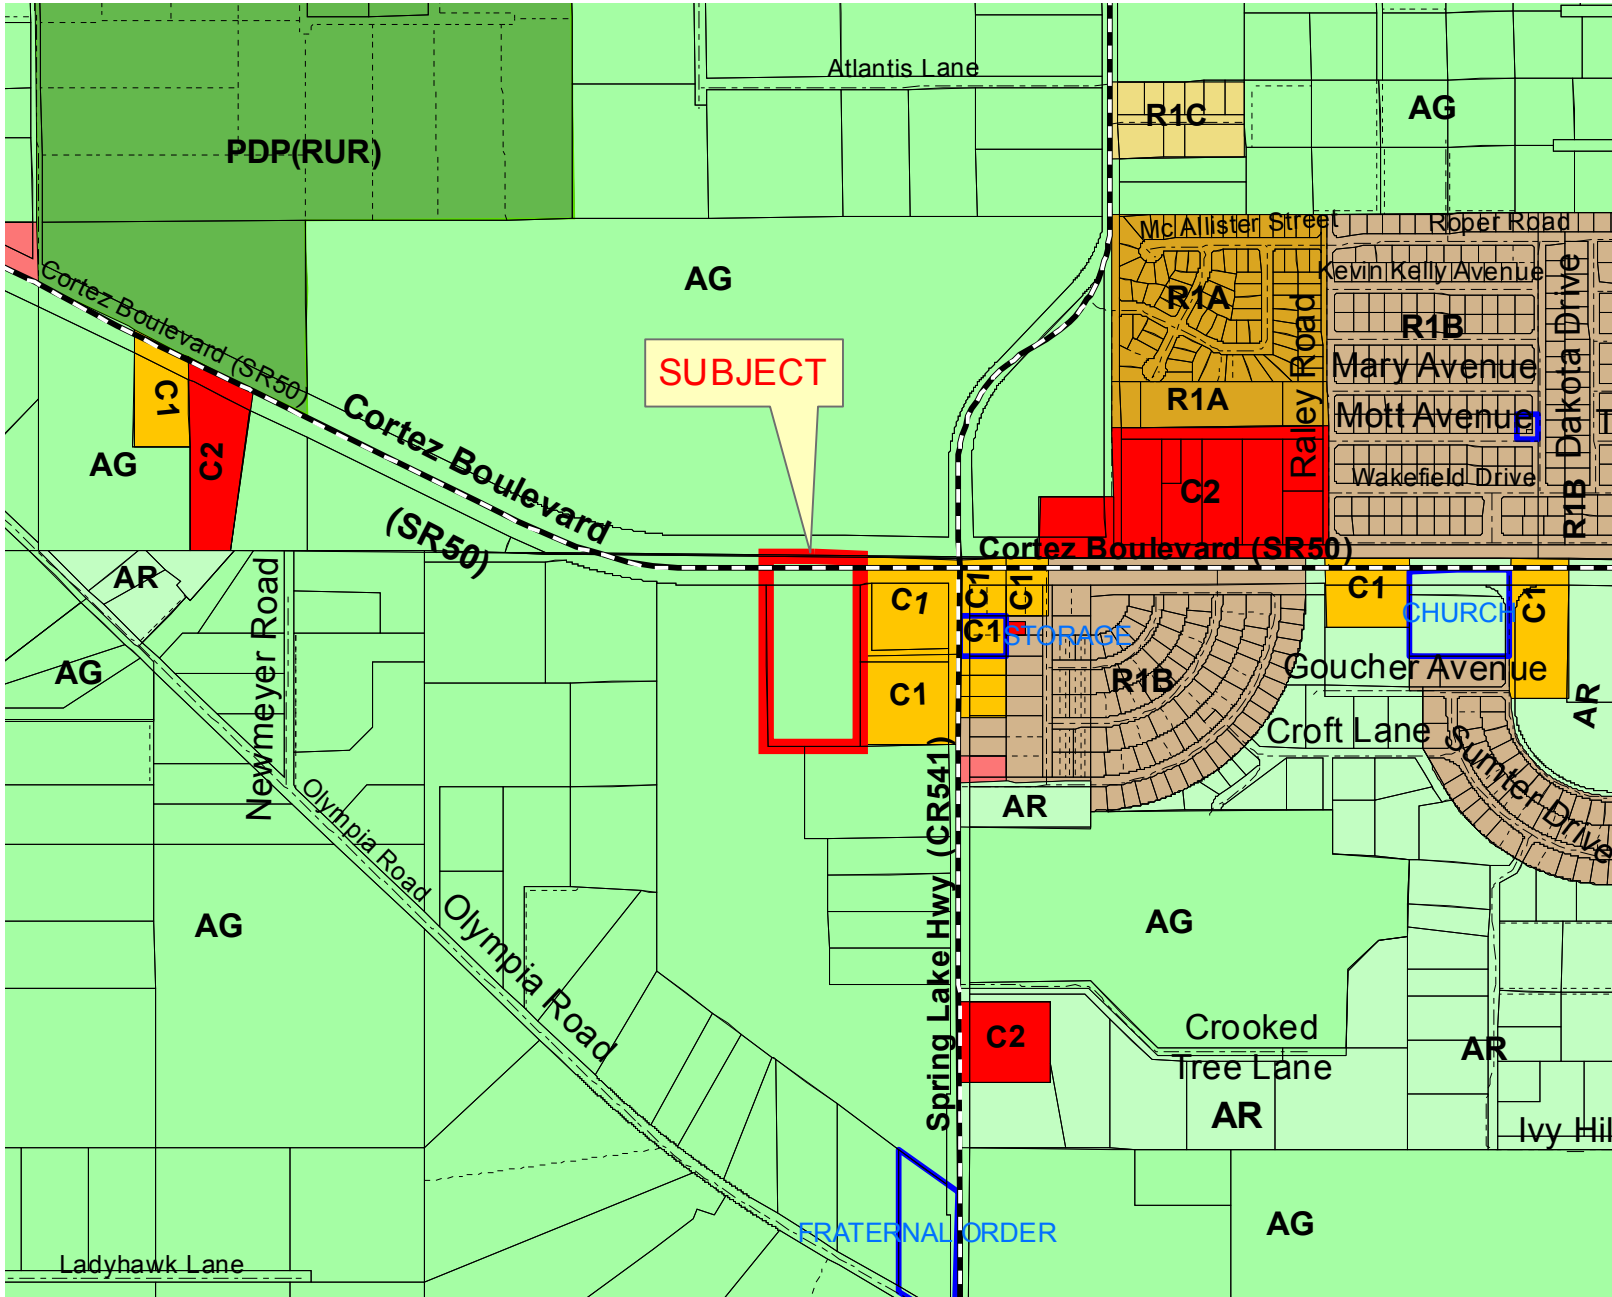 Atlantis Lane
R1C
AG
PDP(RUR)
Mc Allister Street
Roper Road
Kevin Kelly Avenue
AG
Cortez Boulevard (SR50)
R1A
R1B
Raley Road
Dakota Drive
Mary Avenue
SUBJECT
C1
R1A
Mott Avenue
T
Cortez Boulevard
(SR50)
AG
C2
Wakefield Drive
C2
R1B
Cortez Boulevard (SR50)
AR
Newmeyer Road
C1
C1
C1
C1
C1
CHURCH
C1
STORAGE
AG
C1
R1B
Goucher Avenue
AR
Croft Lane
Sumter Drive
Olympia Road
AR
Spring Lake Hwy (CR541)
AG
Olympia Road
AG
C2
Crooked
Tree Lane
AR
AR
Ivy Hil
FRATERNAL ORDER
AG
Ladyhawk Lane